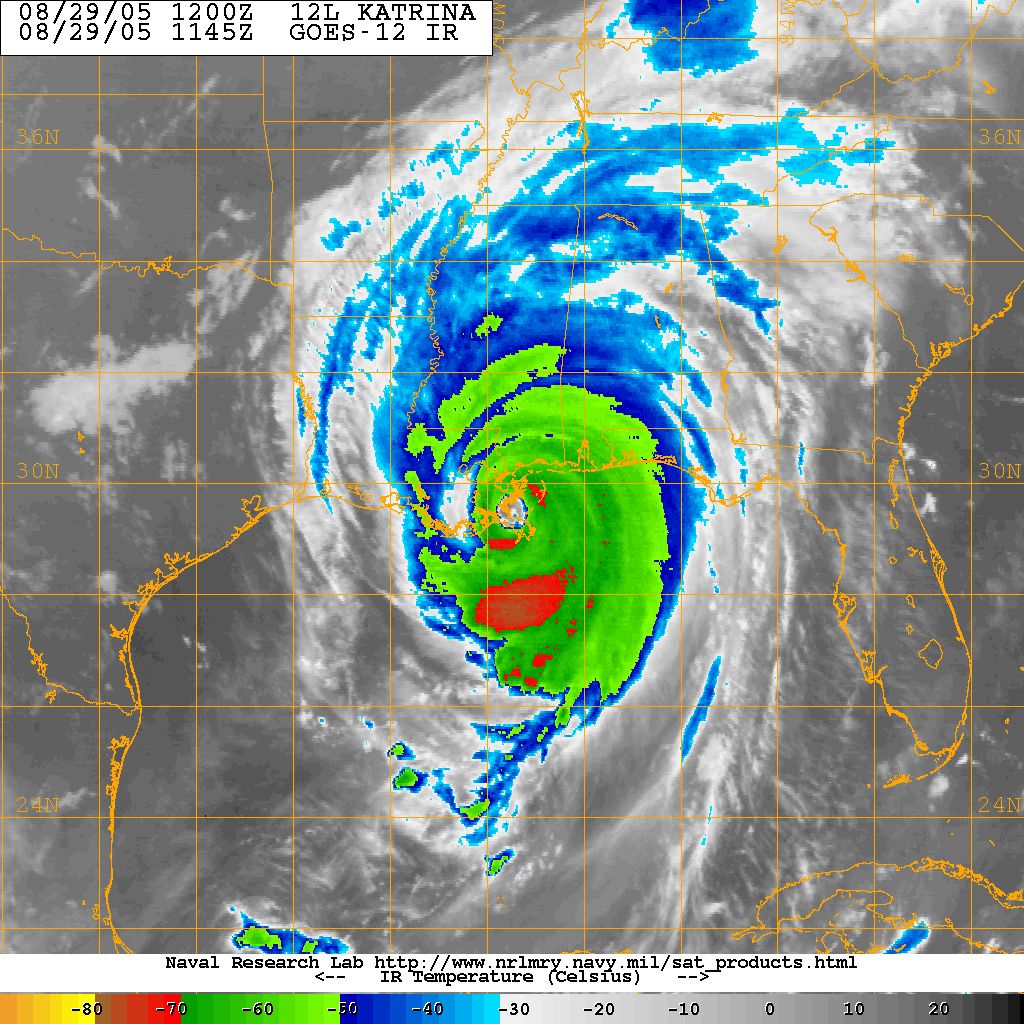 08/29/05 1200Z 12L KATRINA
08/29/05 1145Z GOES-12 IR
84W
36N 36N
30N 30N
24N 24N
Naval Research Lab http://www.nrlmry.navy.mil/sat_products.html
<-- IR Temperature (Celsius) -->
-80 -70 -60 -50 -40 -30 -20 -10 0 10 20